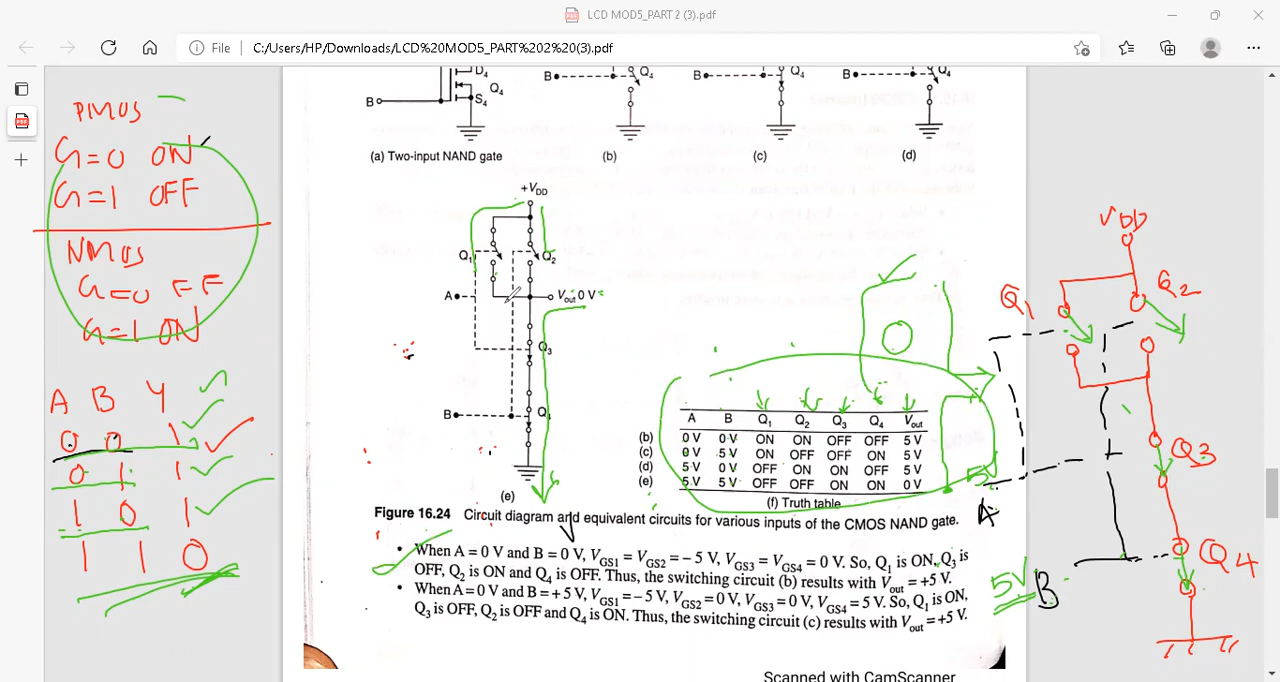 LCD MOD5_PART 2 (3).pdf
File C:/Users/HP/Downloads/LCD%20MOD5_PART%202%20(3).pdf
PMOS
G=0 ON
G=1 OFF
NMOS
G=0 FF
G=1 ON
A B Y
0 0 1
0 1 1
1 0 1
1 1 0
D4
Q4
S4
B
B Q4
B Q4
B Q4
(a) Two-input NAND gate (b) (c) (d)
+VDD
Q1 Q2
A Vout 0 V
Q3
B Q4
(e)
0
A B Q1 Q2 Q3 Q4 Vout
(b) 0 V 0 V ON ON OFF OFF 5 V
(c) 0 V 5 V ON OFF OFF ON 5 V
(d) 5 V 0 V OFF ON ON OFF 5 V
(e) 5 V 5 V OFF OFF ON ON 0 V
(f) Truth table
Figure 16.24 Circuit diagram and equivalent circuits for various inputs of the CMOS NAND gate.
• When A = 0 V and B = 0 V, VGS1 = VGS2 = – 5 V, VGS3 = VGS4 = 0 V. So, Q1 is ON, Q3 is
OFF, Q2 is ON and Q4 is OFF. Thus, the switching circuit (b) results with Vout = +5 V.
• When A = 0 V and B = + 5 V, VGS1 = –5 V, VGS2 = 0 V, VGS3 = 0 V, VGS4 = 5 V. So, Q1 is ON,
Q3 is OFF, Q2 is OFF and Q4 is ON. Thus, the switching circuit (c) results with Vout = +5 V.
VDD
Q1 Q2
Q3
5V
A
Q4
5V B
Scanned with CamScanner